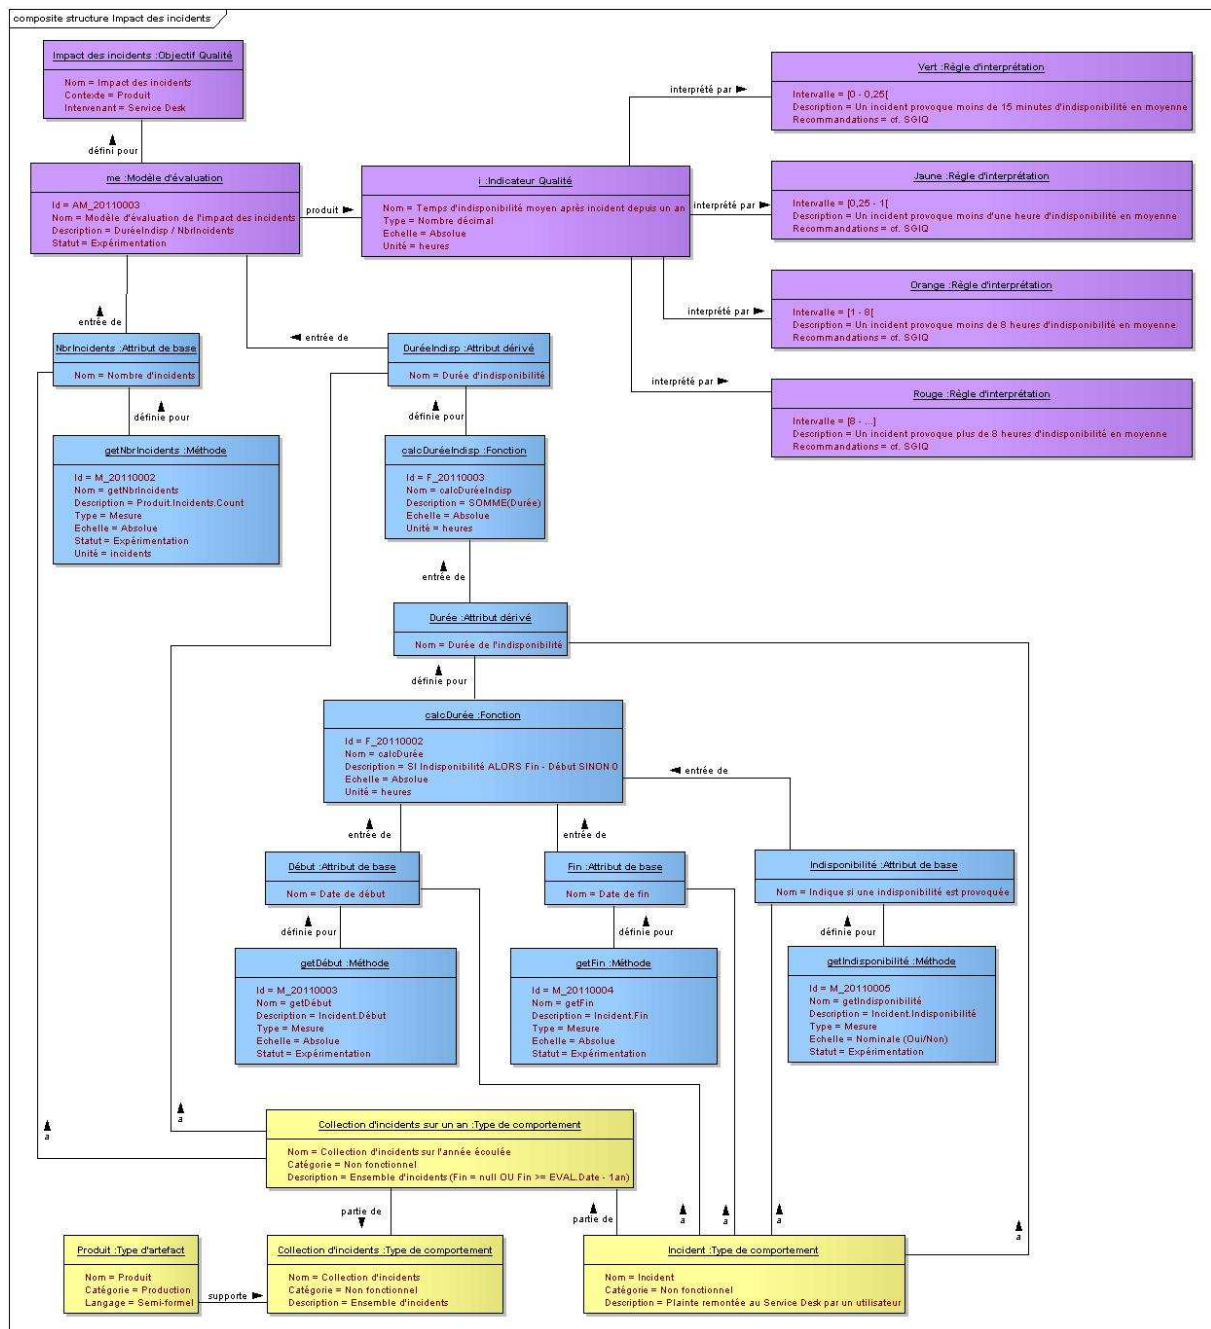 composite structure Impact des incidents
Impact des incidents :Objectif Qualité
Nom = Impact des incidents
Contexte = Produit
Intervenant = Service Desk
défini pour
me :Modèle d'évaluation
Id = AM_20110003
Nom = Modèle d'évaluation de l'impact des incidents
Description = DuréeIndisp / NbrIncidents
Statut = Expérimentation
produit
i :Indicateur Qualité
Nom = Temps d'indisponibilité moyen après incident depuis un an
Type = Nombre décimal
Echelle = Absolue
Unité = heures
interprété par
Vert :Règle d'interprétation
Intervalle = [0 - 0,25[
Description = Un incident provoque moins de 15 minutes d'indisponibilité en moyenne
Recommandations = cf. SGIQ
interprété par
Jaune :Règle d'interprétation
Intervalle = [0,25 - 1[
Description = Un incident provoque moins d'une heure d'indisponibilité en moyenne
Recommandations = cf. SGIQ
interprété par
Orange :Règle d'interprétation
Intervalle = [1 - 8[
Description = Un incident provoque moins de 8 heures d'indisponibilité en moyenne
Recommandations = cf. SGIQ
interprété par
Rouge :Règle d'interprétation
Intervalle = [8 - ...]
Description = Un incident provoque plus de 8 heures d'indisponibilité en moyenne
Recommandations = cf. SGIQ
entrée de
entrée de
NbrIncidents :Attribut de base
Nom = Nombre d'incidents
DuréeIndisp :Attribut dérivé
Nom = Durée d'indisponibilité
définie pour
définie pour
getNbrIncidents :Méthode
Id = M_20110002
Nom = getNbrIncidents
Description = Produit.Incidents.Count
Type = Mesure
Echelle = Absolue
Statut = Expérimentation
Unité = incidents
calcDuréeIndisp :Fonction
Id = F_20110003
Nom = calcDuréeIndisp
Description = SOMME(Durée)
Echelle = Absolue
Unité = heures
entrée de
Durée :Attribut dérivé
Nom = Durée de l'indisponibilité
définie pour
calcDurée :Fonction
Id = F_20110002
Nom = calcDurée
Description = SI Indisponibilité ALORS Fin - Début SINON 0
Echelle = Absolue
Unité = heures
entrée de
entrée de
entrée de
Début :Attribut de base
Nom = Date de début
Fin :Attribut de base
Nom = Date de fin
Indisponibilité :Attribut de base
Nom = Indique si une indisponibilité est provoquée
définie pour
définie pour
définie pour
getDébut :Méthode
Id = M_20110003
Nom = getDébut
Description = Incident.Début
Type = Mesure
Echelle = Absolue
Statut = Expérimentation
getFin :Méthode
Id = M_20110004
Nom = getFin
Description = Incident.Fin
Type = Mesure
Echelle = Absolue
Statut = Expérimentation
getIndisponibilité :Méthode
Id = M_20110005
Nom = getIndisponibilité
Description = Incident.Indisponibilité
Type = Mesure
Echelle = Nominale (Oui/Non)
Statut = Expérimentation
a
a
Collection d'incidents sur un an :Type de comportement
Nom = Collection d'incidents sur l'année écoulée
Catégorie = Non fonctionnel
Description = Ensemble d'incidents (Fin = null OU Fin >= EVAL.Date - 1an)
partie de
partie de
a
a
a
a
Produit :Type d'artefact
Nom = Produit
Catégorie = Production
Langage = Semi-formel
supporte
Collection d'incidents :Type de comportement
Nom = Collection d'incidents
Catégorie = Non fonctionnel
Description = Ensemble d'incidents
Incident :Type de comportement
Nom = Incident
Catégorie = Non fonctionnel
Description = Plainte remontée au Service Desk par un utilisateur